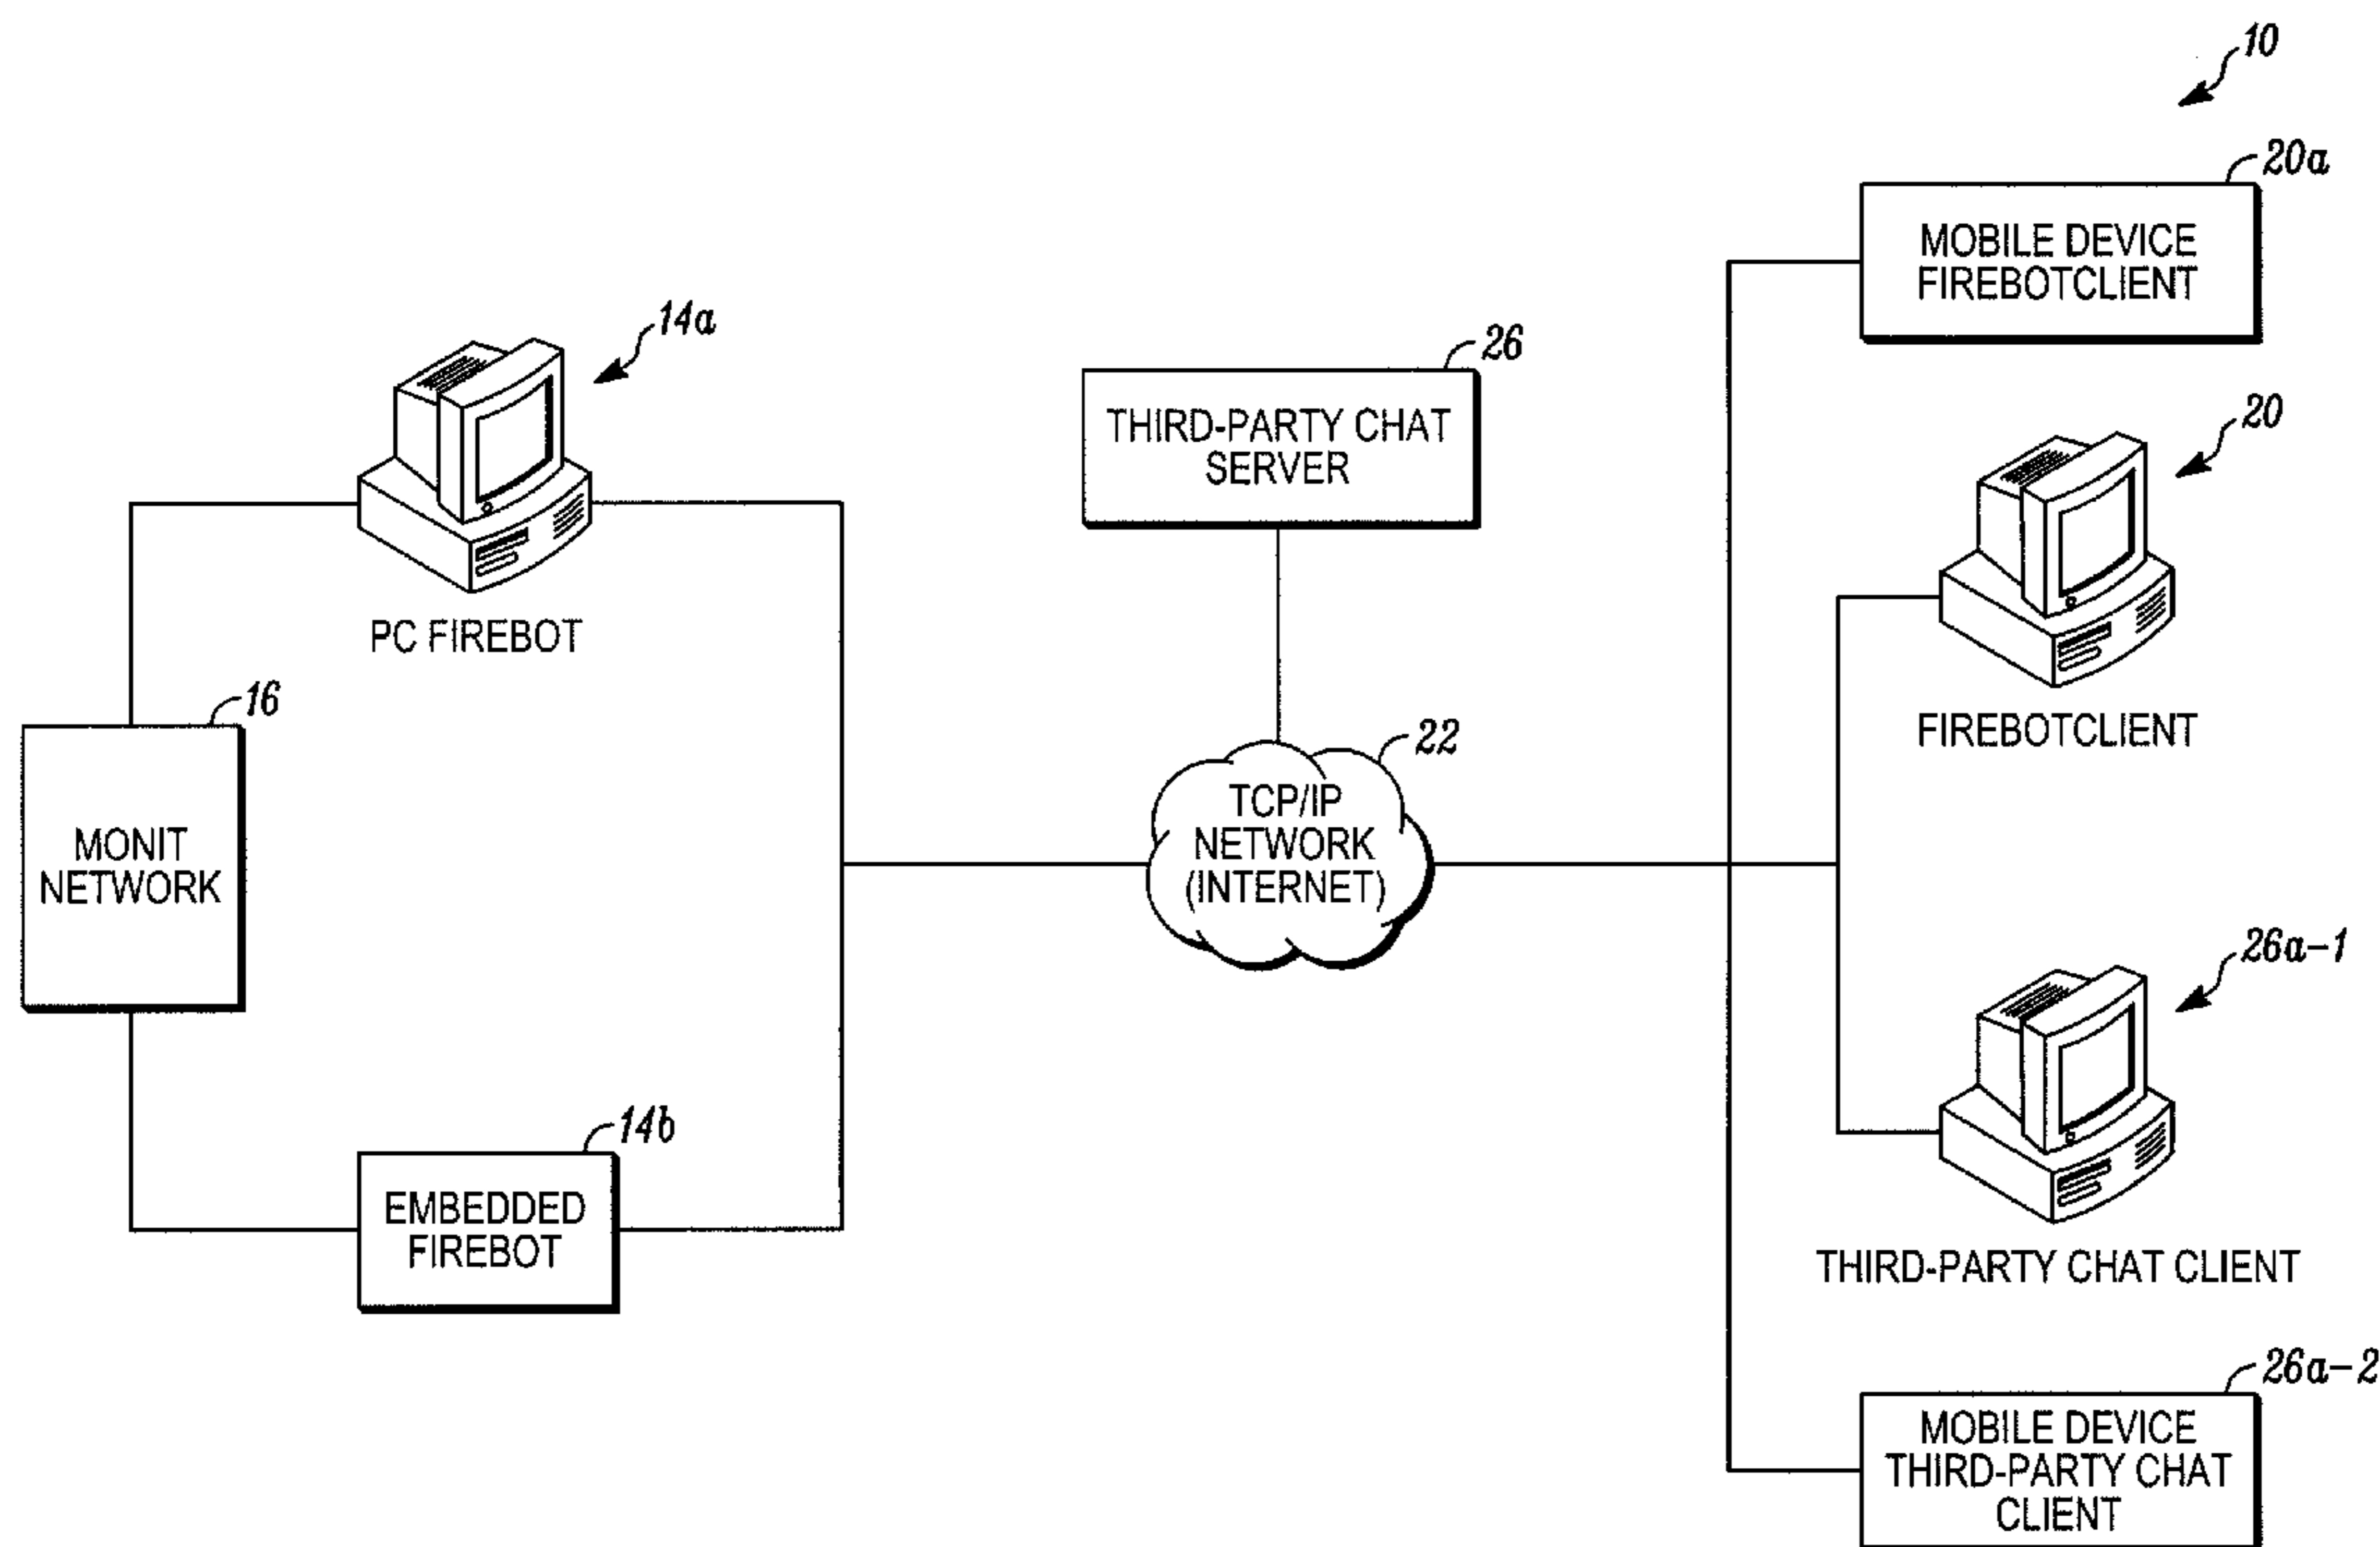 10
20a
MOBILE DEVICE
FIREBOTCLIENT
14a
26
THIRD-PARTY CHAT
SERVER
20
PC FIREBOT
FIREBOTCLIENT
16
MONIT
NETWORK
22
TCP/IP
NETWORK
(INTERNET)
26a-1
THIRD-PARTY CHAT CLIENT
14b
EMBEDDED
FIREBOT
26a-2
MOBILE DEVICE
THIRD-PARTY CHAT
CLIENT